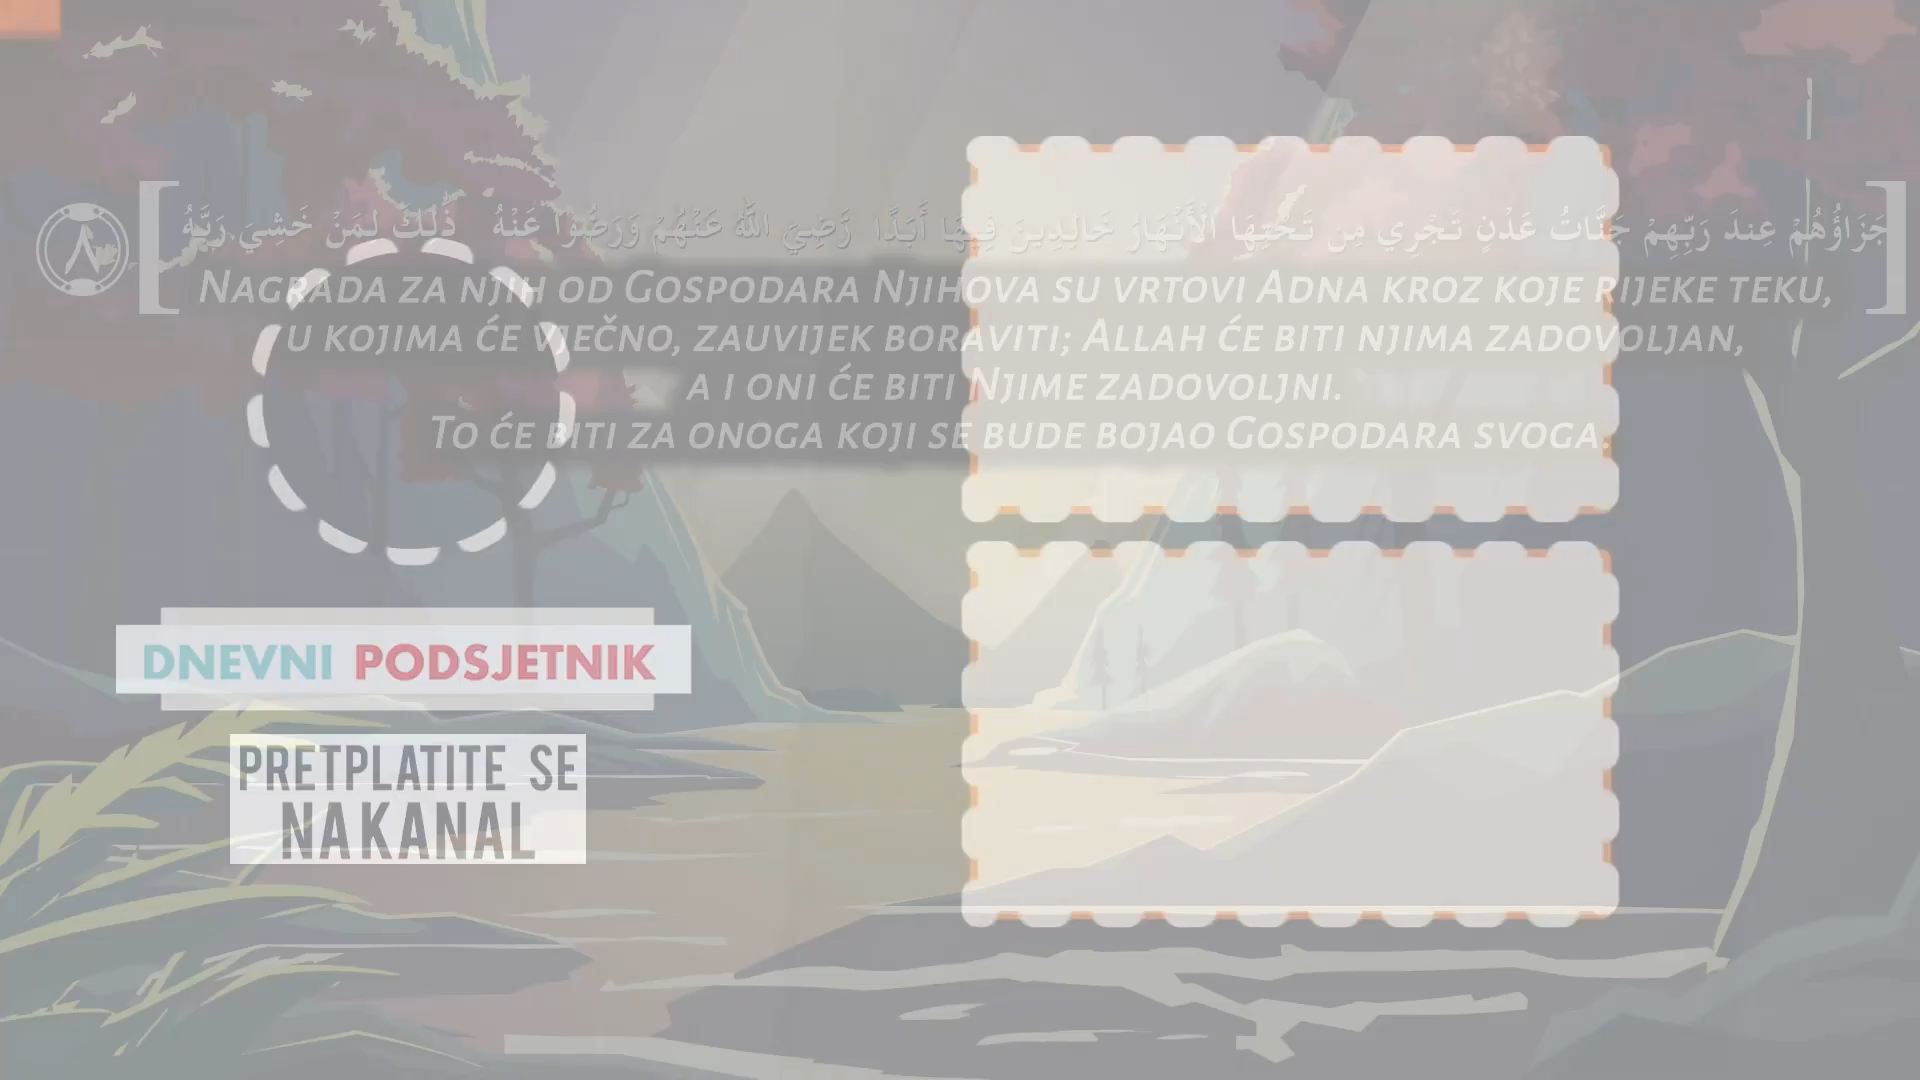 جَزَاؤُهُمْ عِندَ رَبِّهِمْ جَنَّاتُ عَدْنٍ تَجْرِي مِن تَحْتِهَا الْأَنْهَارُ خَالِدِينَ فِيهَا أَبَدًا رَّضِيَ اللَّهُ عَنْهُمْ وَرَضُوا عَنْهُ ذَٰلِكَ لِمَنْ خَشِيَ رَبَّهُ
NAGRADA ZA NJIH OD GOSPODARA NJIHOVA SU VRTOVI ADNA KROZ KOJE RIJEKE TEKU,
U KOJIMA ĆE VJEČNO, ZAUVIJEK BORAVITI; ALLAH ĆE BITI NJIMA ZADOVOLJAN,
A I ONI ĆE BITI NJIME ZADOVOLJNI.
TO ĆE BITI ZA ONOGA KOJI SE BUDE BOJAO GOSPODARA SVOGA.
DNEVNI PODSJETNIK
PRETPLATITE SE
NA KANAL